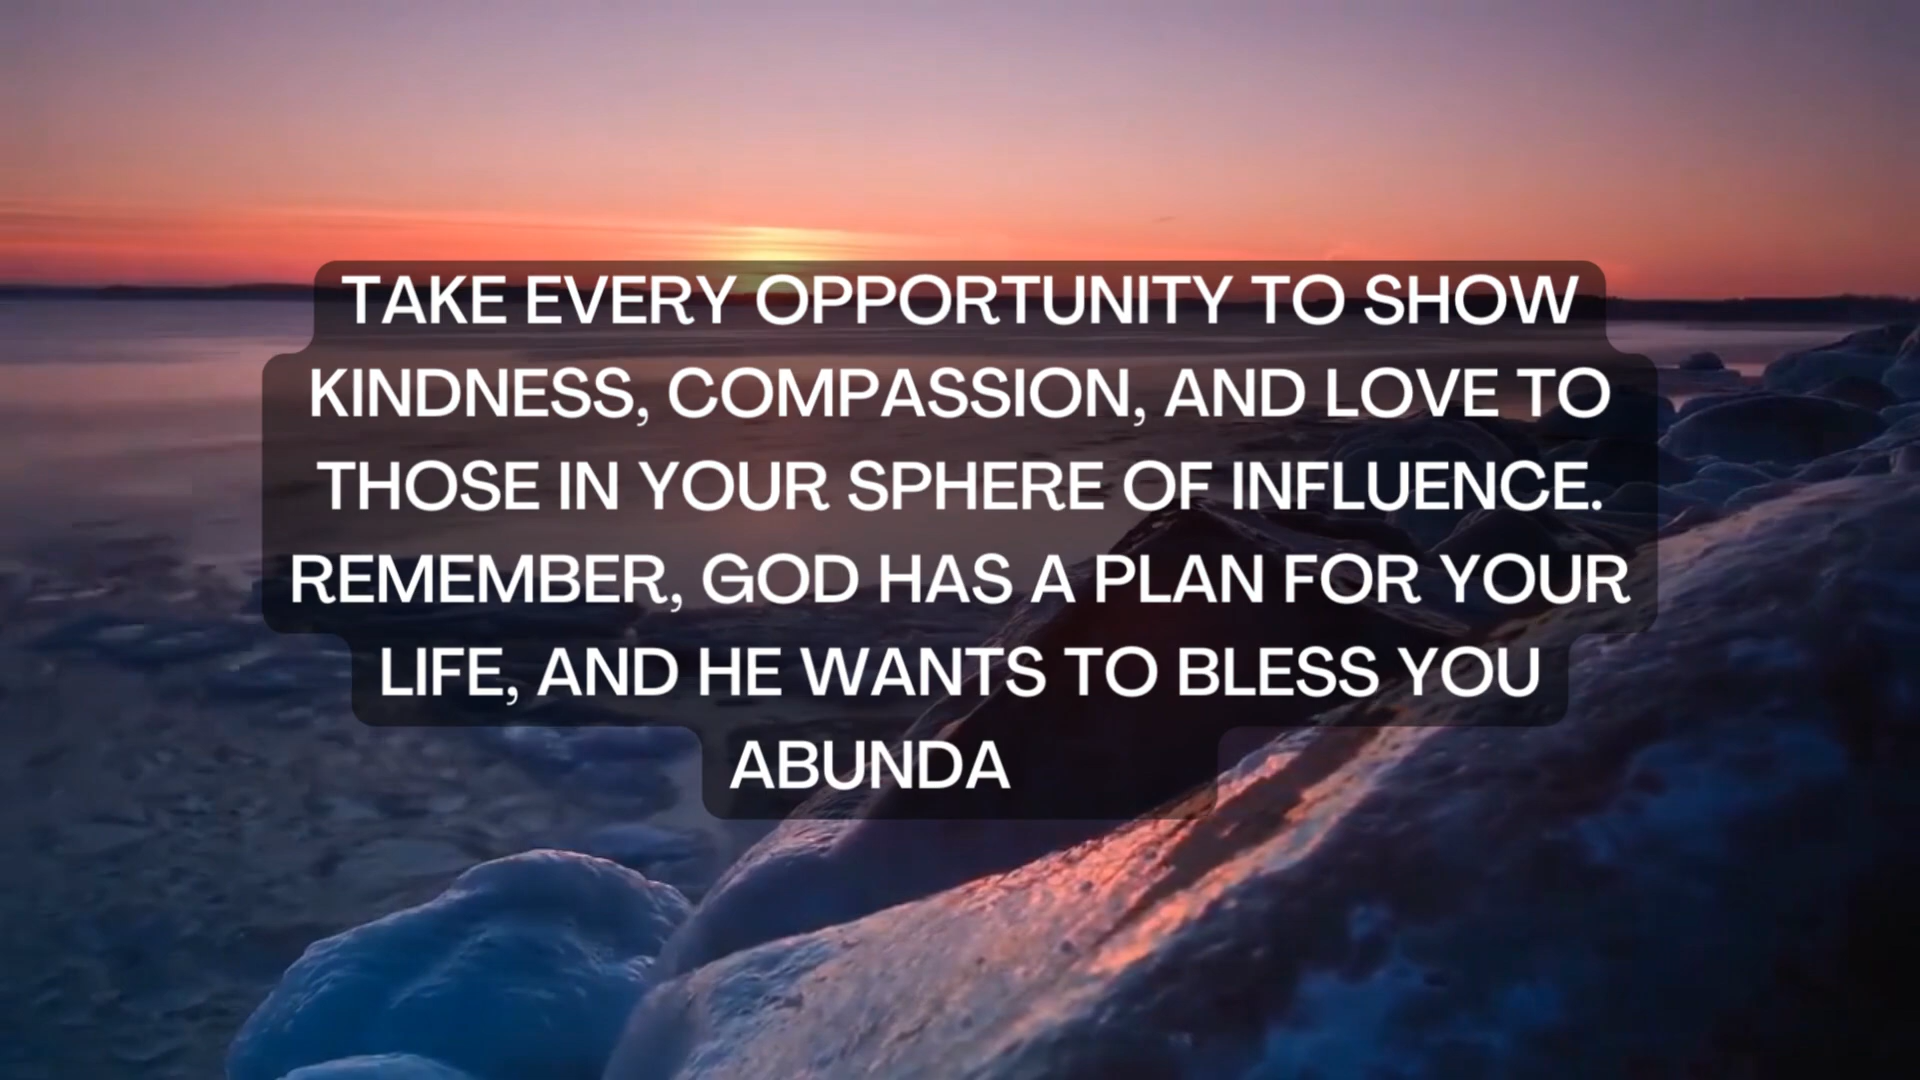 TAKE EVERY OPPORTUNITY TO SHOW
KINDNESS, COMPASSION, AND LOVE TO
THOSE IN YOUR SPHERE OF INFLUENCE.
REMEMBER, GOD HAS A PLAN FOR YOUR
LIFE, AND HE WANTS TO BLESS YOU
ABUNDA